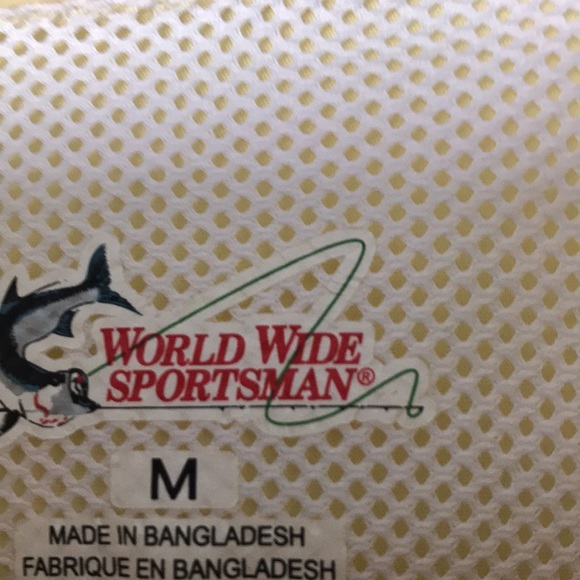 WORLD WIDE
SPORTSMAN®
M
MADE IN BANGLADESH
FABRIQUE EN BANGLADESH